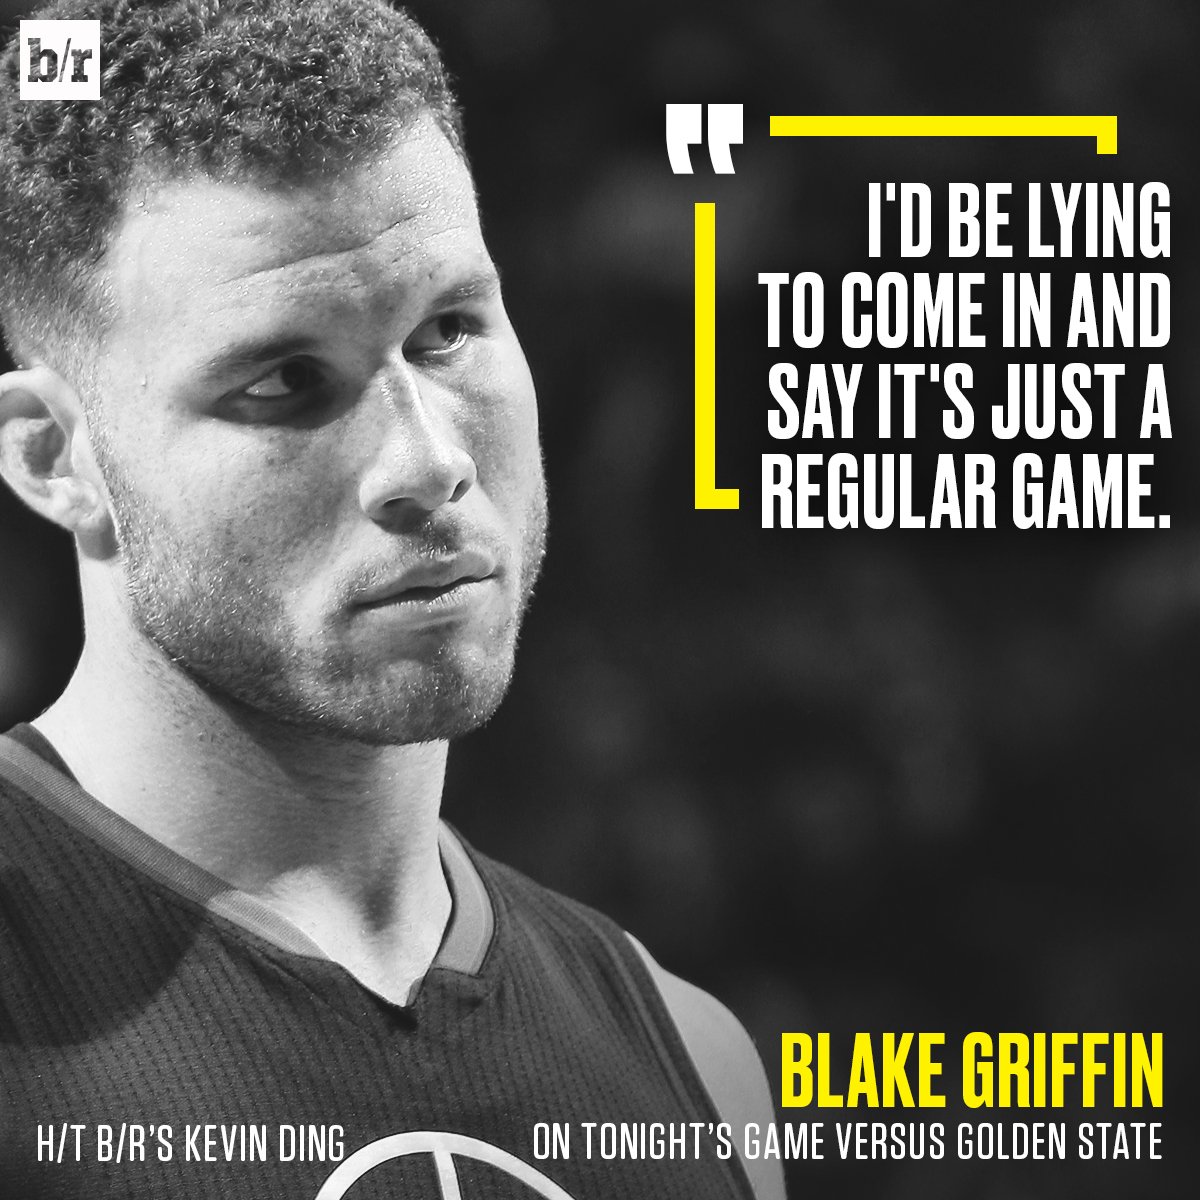 b/r
"
I'D BE LYING
TO COME IN AND
SAY IT'S JUST A
REGULAR GAME.
BLAKE GRIFFIN
H/T B/R'S KEVIN DING
ON TONIGHT'S GAME VERSUS GOLDEN STATE